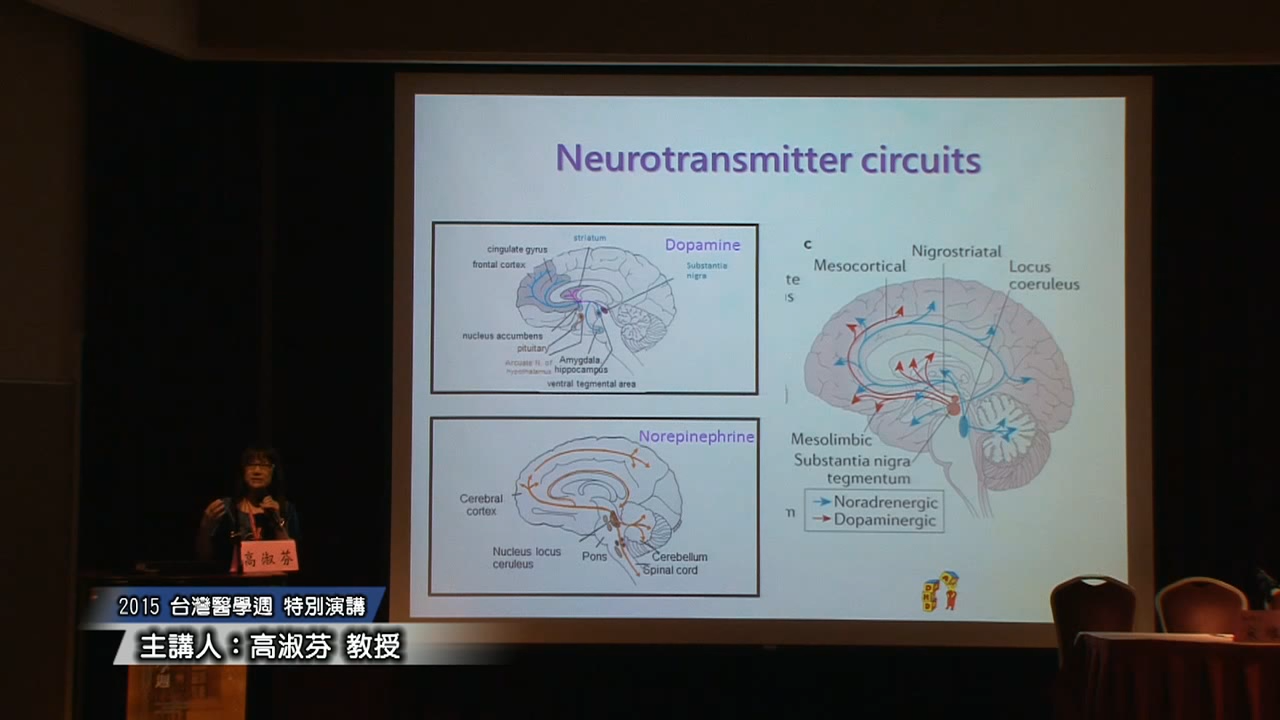 Neurotransmitter circuits
Dopamine
striatum
cingulate gyrus
frontal cortex
Substantie
nigra
nucleus accumbens
pituitary
Arcuate n. of
hypothalamus
Amygdala
hippocampus
ventral tegmental area
Norepinephrine
Cerebral
cortex
Nucleus locus
ceruleus
Pons
Cerebellum
Spinal cord
c
Nigrostriatal
Mesocortical
Locus
coeruleus
te
s
Mesolimbic
Substantia nigra
tegmentum
m
Noradrenergic
Dopaminergic
高淑芬
2015 台灣醫學週 特別演講
主講人：高淑芬 教授